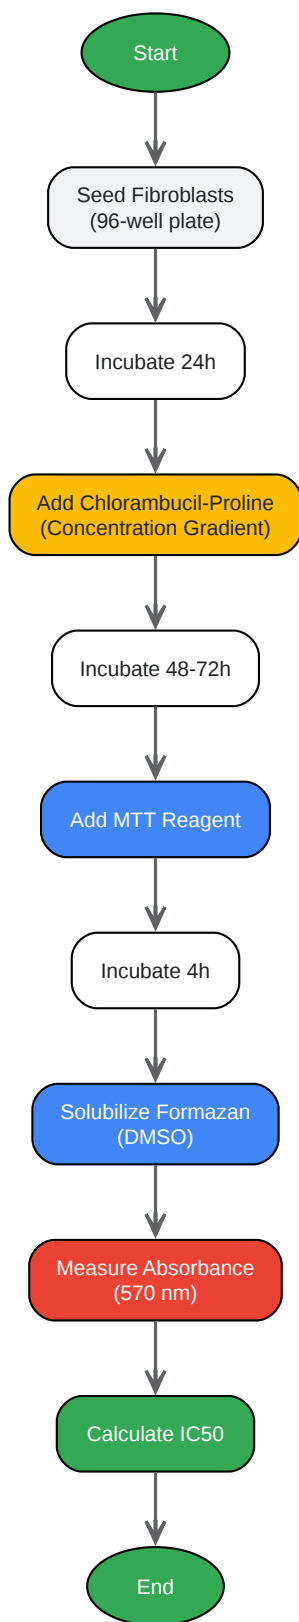 Start
Seed Fibroblasts
(96-well plate)
Incubate 24h
Add Chlorambucil-Proline
(Concentration Gradient)
Incubate 48-72h
Add MTT Reagent
Incubate 4h
Solubilize Formazan
(DMSO)
Measure Absorbance
(570 nm)
Calculate IC50
End